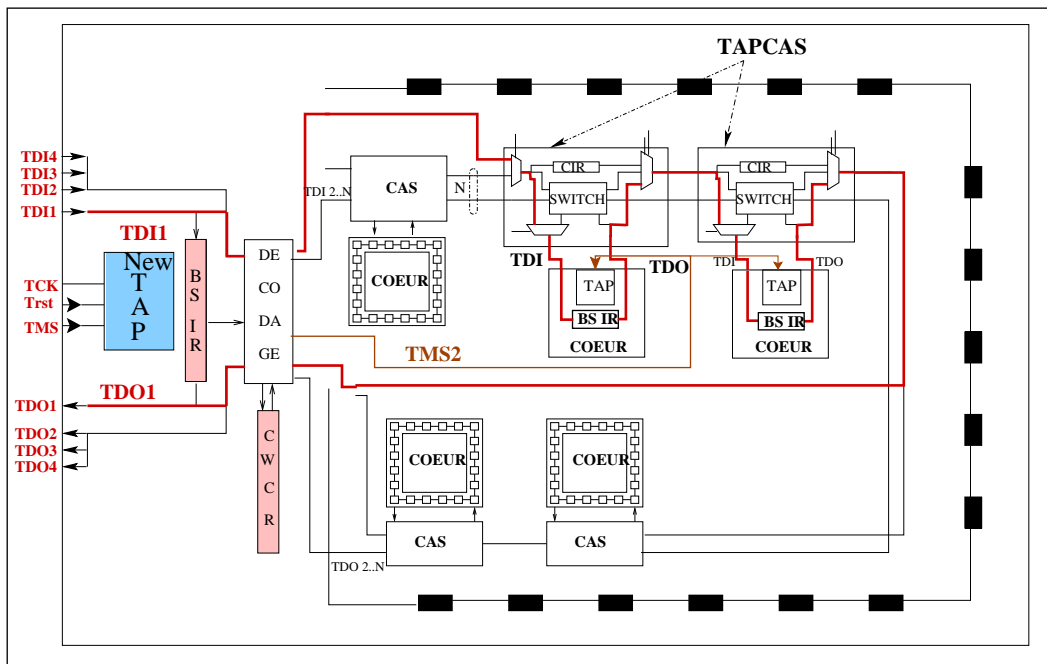 TAPCAS
TDI4
TDI3
TDI2
TDI1
TDI1
New
T
A
P
TCK
Trst
TMS
BS IR
DE
CO
DA
GE
TDO1
TDO1
TDO2
TDO3
TDO4
C
W
C
R
TDI 2..N
CAS
N
COEUR
CIR
SWITCH
CIR
SWITCH
TDI
TDO
TDI
TDO
TAP
BS IR
COEUR
TAP
BS IR
COEUR
TMS2
COEUR
COEUR
CAS
CAS
TDO 2..N